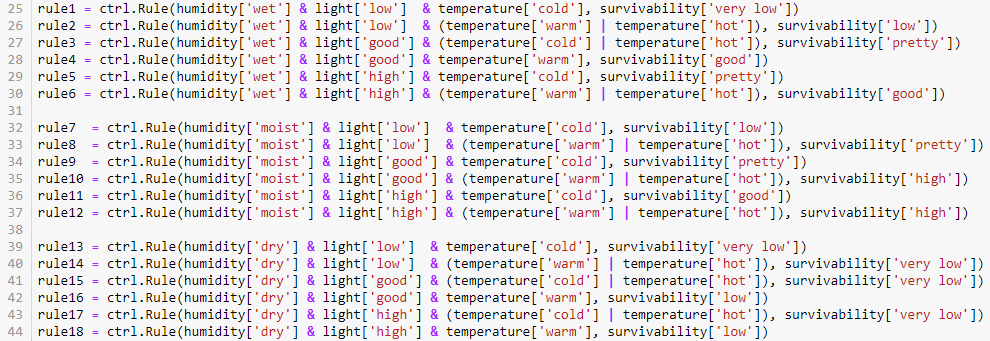 25 rule1 = ctrl.Rule(humidity['wet'] & light['low']  & temperature['cold'], survivability['very low'])
26 rule2 = ctrl.Rule(humidity['wet'] & light['low']  & (temperature['warm'] | temperature['hot']), survivability['low'])
27 rule3 = ctrl.Rule(humidity['wet'] & light['good'] & (temperature['cold'] | temperature['hot']), survivability['pretty'])
28 rule4 = ctrl.Rule(humidity['wet'] & light['good'] & temperature['warm'], survivability['good'])
29 rule5 = ctrl.Rule(humidity['wet'] & light['high'] & temperature['cold'], survivability['pretty'])
30 rule6 = ctrl.Rule(humidity['wet'] & light['high'] & (temperature['warm'] | temperature['hot']), survivability['good'])
31
32 rule7  = ctrl.Rule(humidity['moist'] & light['low']  & temperature['cold'], survivability['low'])
33 rule8  = ctrl.Rule(humidity['moist'] & light['low']  & (temperature['warm'] | temperature['hot']), survivability['pretty'])
34 rule9  = ctrl.Rule(humidity['moist'] & light['good'] & temperature['cold'], survivability['pretty'])
35 rule10 = ctrl.Rule(humidity['moist'] & light['good'] & (temperature['warm'] | temperature['hot']), survivability['high'])
36 rule11 = ctrl.Rule(humidity['moist'] & light['high'] & temperature['cold'], survivability['good'])
37 rule12 = ctrl.Rule(humidity['moist'] & light['high'] & (temperature['warm'] | temperature['hot']), survivability['high'])
38
39 rule13 = ctrl.Rule(humidity['dry'] & light['low']  & temperature['cold'], survivability['very low'])
40 rule14 = ctrl.Rule(humidity['dry'] & light['low']  & (temperature['warm'] | temperature['hot']), survivability['very low'])
41 rule15 = ctrl.Rule(humidity['dry'] & light['good'] & (temperature['cold'] | temperature['hot']), survivability['very low'])
42 rule16 = ctrl.Rule(humidity['dry'] & light['good'] & temperature['warm'], survivability['low'])
43 rule17 = ctrl.Rule(humidity['dry'] & light['high'] & (temperature['cold'] | temperature['hot']), survivability['very low'])
44 rule18 = ctrl.Rule(humidity['dry'] & light['high'] & temperature['warm'], survivability['low'])